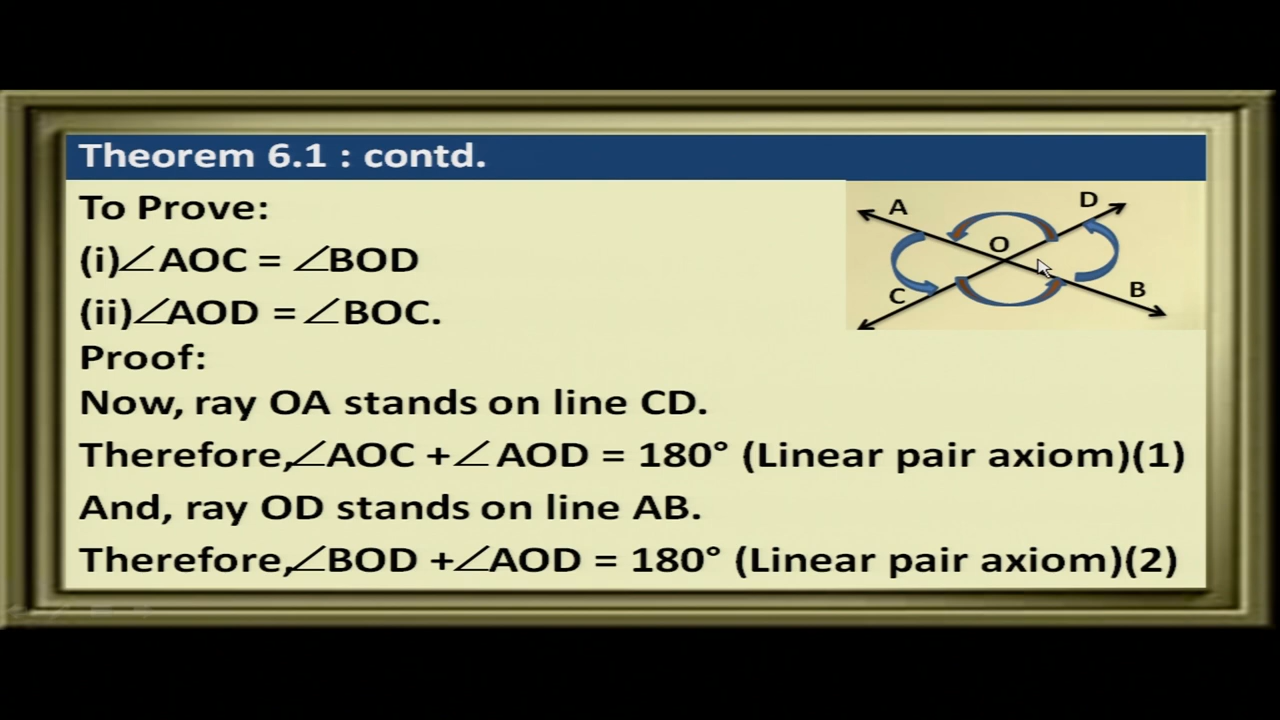 Theorem 6.1 : contd.
To Prove:
(i)∠AOC = ∠BOD
(ii)∠AOD = ∠BOC.
Proof:
Now, ray OA stands on line CD.
Therefore,∠AOC +∠ AOD = 180° (Linear pair axiom)(1)
And, ray OD stands on line AB.
Therefore,∠BOD +∠AOD = 180° (Linear pair axiom)(2)
A
D
O
C
B